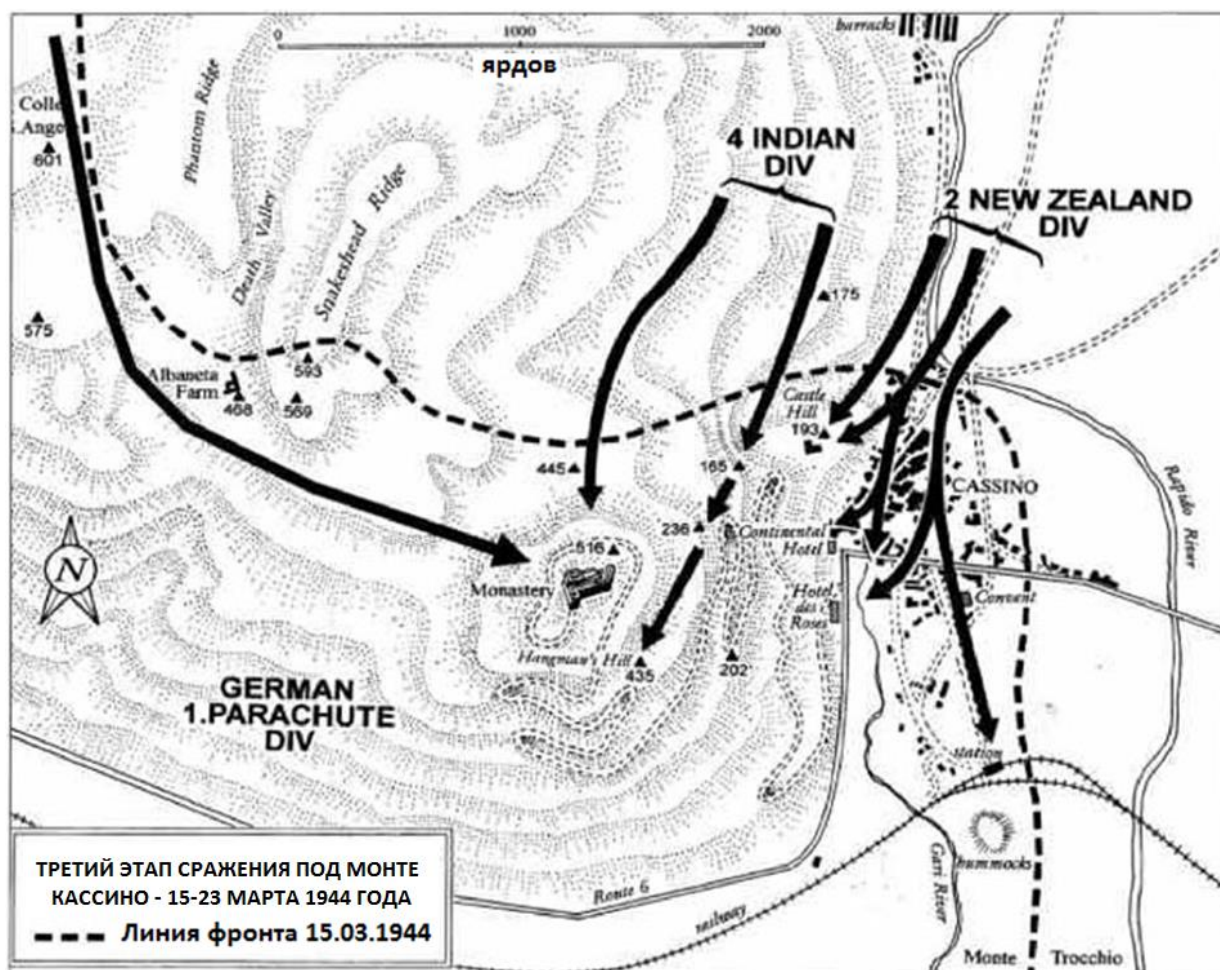 barracks
0 1000 2000
ярдов
Phantom Ridge
Colle
Angelo
601
4 INDIAN
DIV
2 NEW ZEALAND
DIV
Death Valley
Snakeshead Ridge
175
575
593
Albaneta
Farm
468
569
Castle
Hill
193
445
165
CASSINO
Rapido River
236
Continental
Hotel
516
Monastery
Hotel
des
Roses
Convent
Hangman's Hill
435
202
GERMAN
1.PARACHUTE
DIV
N
station
hummocks
Gari River
Route 6
railway
Monte Trocchio
ТРЕТИЙ ЭТАП СРАЖЕНИЯ ПОД МОНТЕ
КАССИНО - 15-23 МАРТА 1944 ГОДА
Линия фронта 15.03.1944